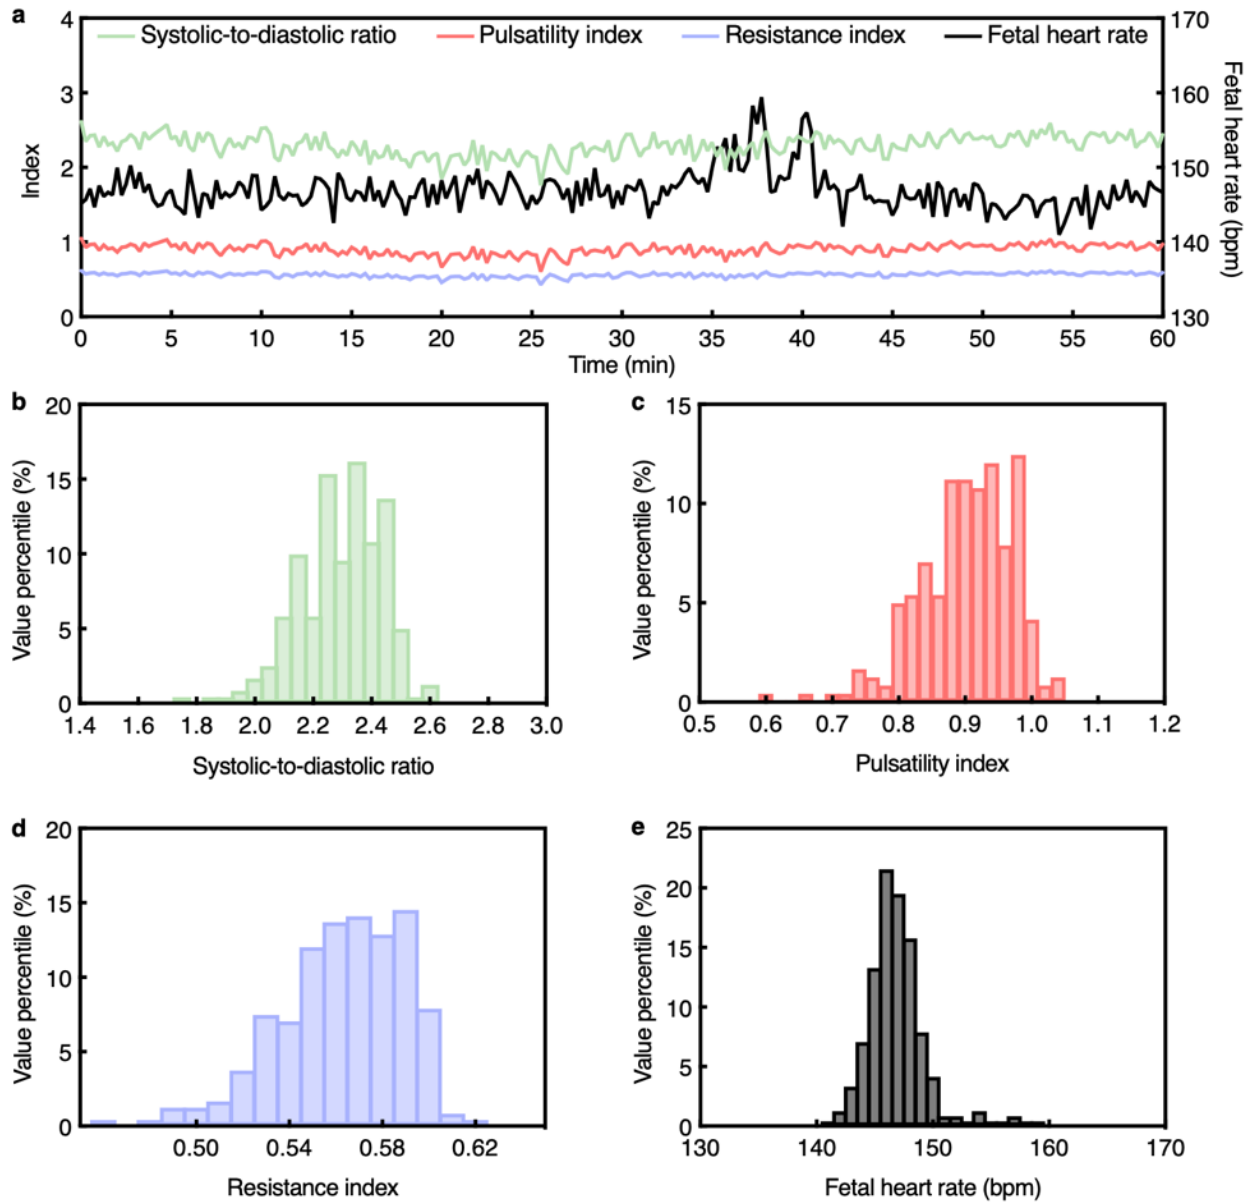 a
Systolic-to-diastolic ratio Pulsatility index Resistance index Fetal heart rate
4 170
3 160
2 150
1 140
0 130
Index
Fetal heart rate (bpm)
0 5 10 15 20 25 30 35 40 45 50 55 60
Time (min)
b
20
15
10
5
0
Value percentile (%)
1.4 1.6 1.8 2.0 2.2 2.4 2.6 2.8 3.0
Systolic-to-diastolic ratio
c
15
10
5
0
Value percentile (%)
0.5 0.6 0.7 0.8 0.9 1.0 1.1 1.2
Pulsatility index
d
20
15
10
5
0
Value percentile (%)
0.50 0.54 0.58 0.62
Resistance index
e
25
20
15
10
5
0
Value percentile (%)
130 140 150 160 170
Fetal heart rate (bpm)